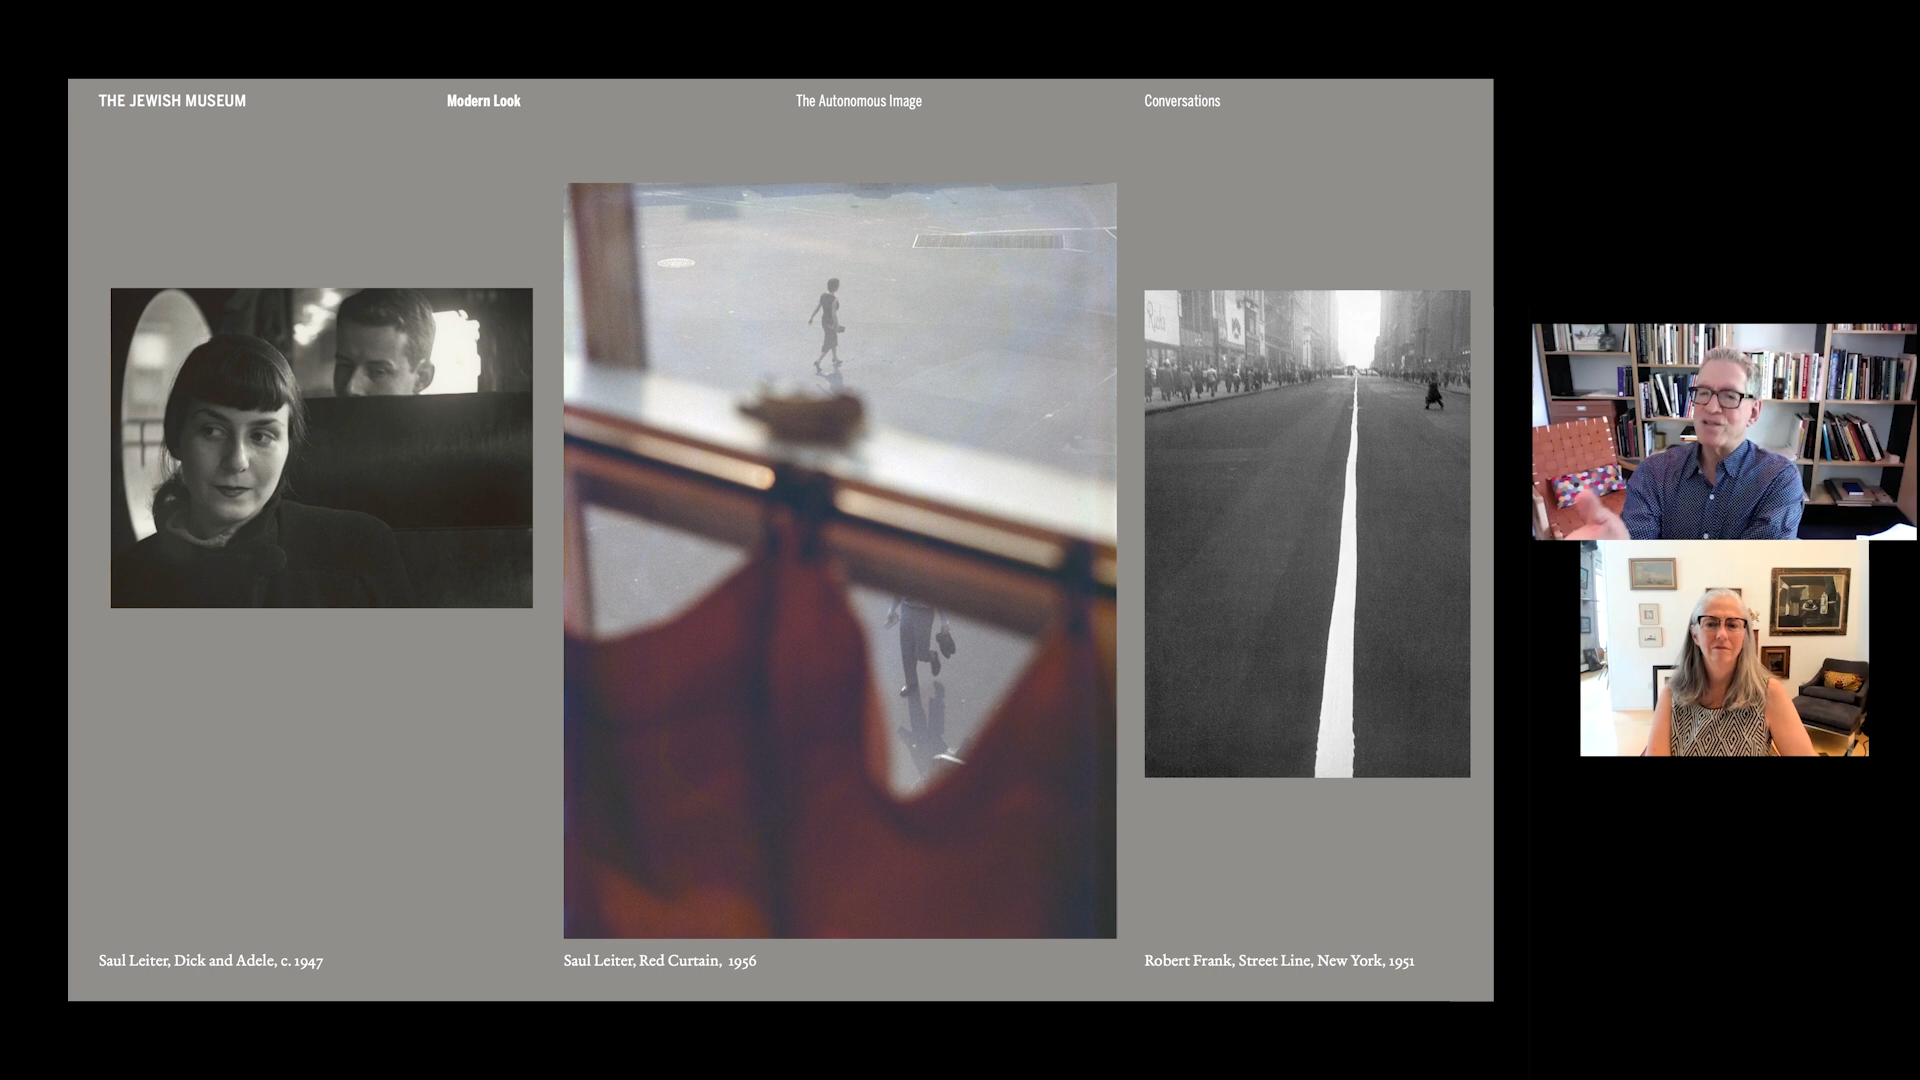 THE JEWISH MUSEUM
Modern Look
The Autonomous Image
Conversations
Saul Leiter, Dick and Adele, c. 1947
Saul Leiter, Red Curtain, 1956
Robert Frank, Street Line, New York, 1951